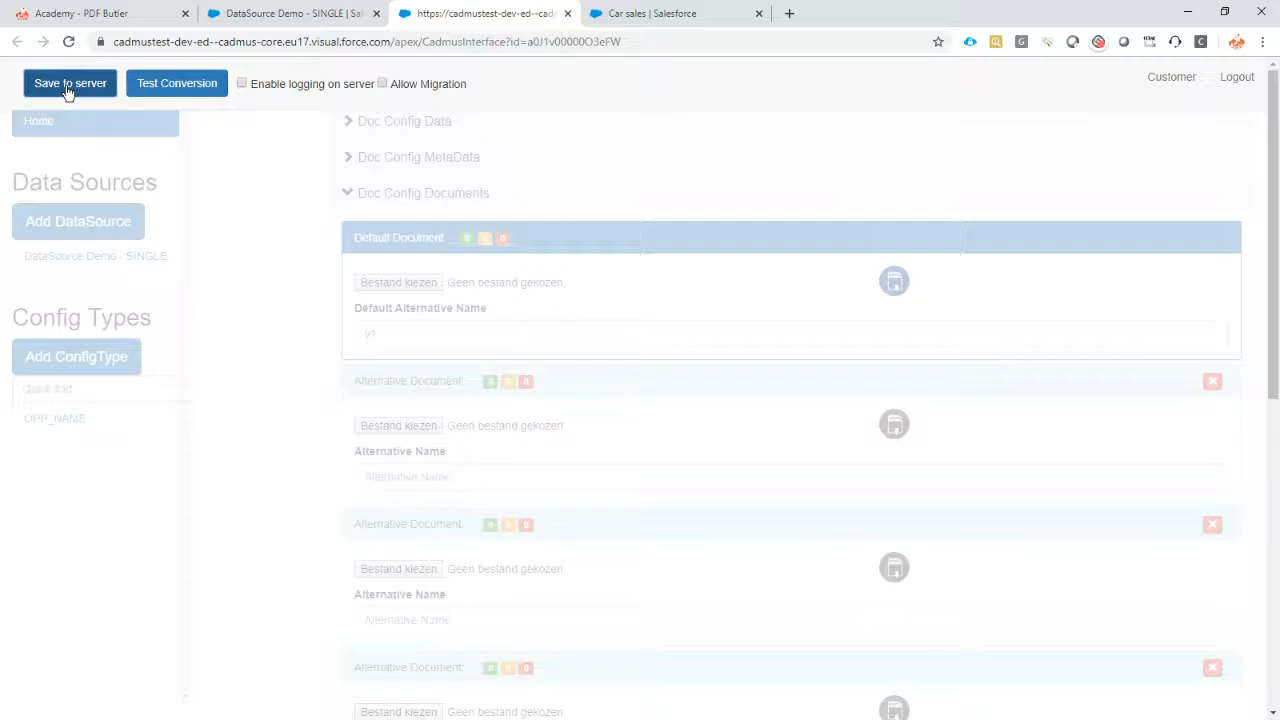 Academy - PDF Butler
DataSource Demo - SINGLE | Sal
https://cadmustest-dev-ed--cadm
Car sales | Salesforce
cadmustest-dev-ed--cadmus-core.eu17.visual.force.com/apex/CadmusInterface?id=a0J1v00000O3eFW
Save to server
Test Conversion
Enable logging on server
Allow Migration
Customer
Logout
Home
Doc Config Data
Doc Config MetaData
Doc Config Documents
Data Sources
Add DataSource
DataSource Demo - SINGLE
Config Types
Add ConfigType
Quick find
OPP_NAME
Default Document 0 0 0
Bestand kiezen Geen bestand gekozen
Default Alternative Name
v1
Alternative Document: 0 0 0
Bestand kiezen Geen bestand gekozen
Alternative Name
Alternative Name
Alternative Document: 0 0 0
Bestand kiezen Geen bestand gekozen
Alternative Name
Alternative Name
Alternative Document: 0 0 0
Bestand kiezen Geen bestand gekozen